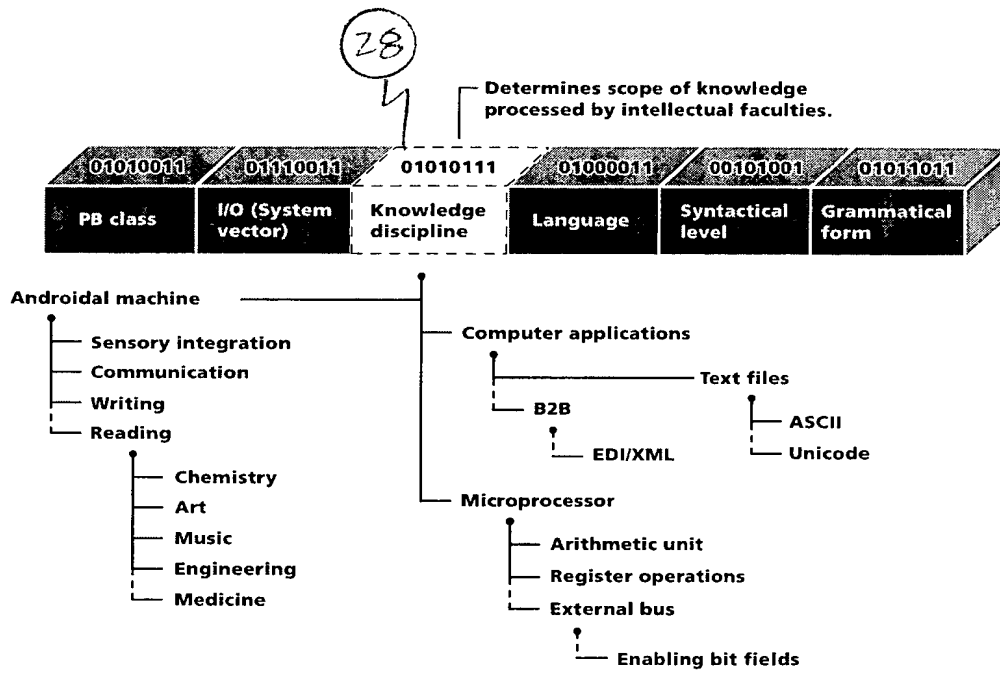 28
Determines scope of knowledge
processed by intellectual faculties.
01010011 01110011 01010111 01000011 00101001 01011011
PB class
I/O (System
vector)
Knowledge
discipline
Language
Syntactical
level
Grammatical
form
Androidal machine
Sensory integration
Communication
Writing
Reading
Chemistry
Art
Music
Engineering
Medicine
Computer applications
Text files
ASCII
Unicode
B2B
EDI/XML
Microprocessor
Arithmetic unit
Register operations
External bus
Enabling bit fields